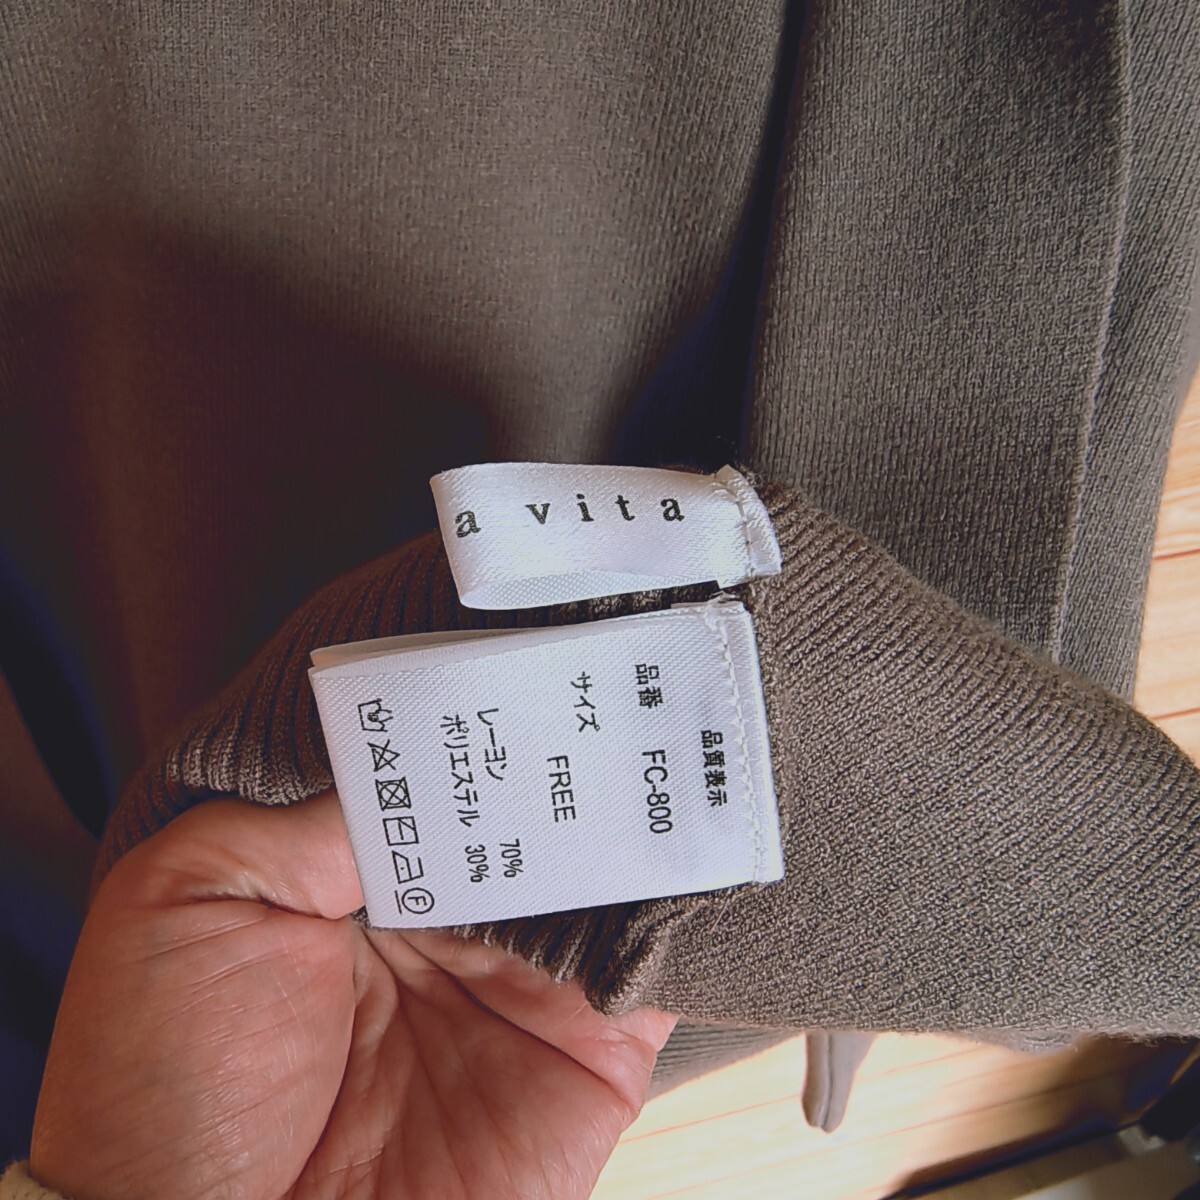 a vita
品質表示
品番 FC-800
サイズ FREE
レーヨン 70%
ポリエステル 30%
F